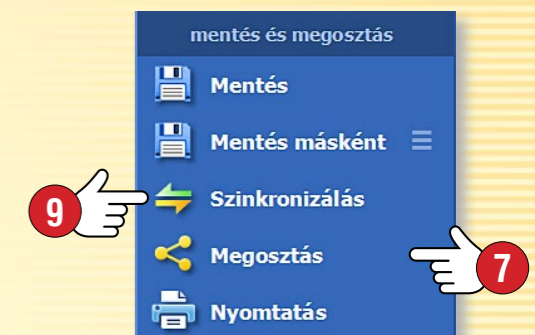 mentés és megosztás
Mentés
Mentés másként
9 Szinkronizálás
Megosztás 7
Nyomtatás